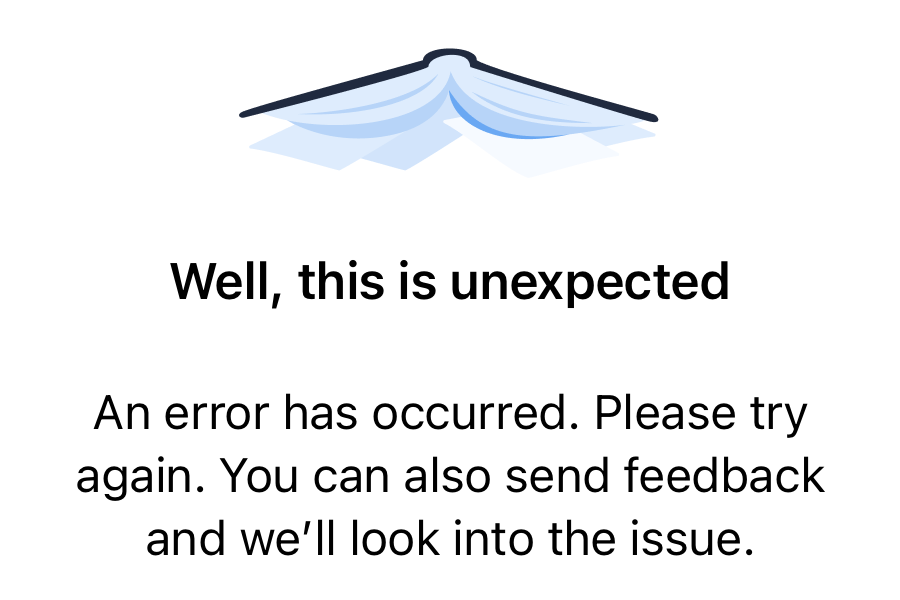 Well, this is unexpected
An error has occurred. Please try
again. You can also send feedback
and we’ll look into the issue.